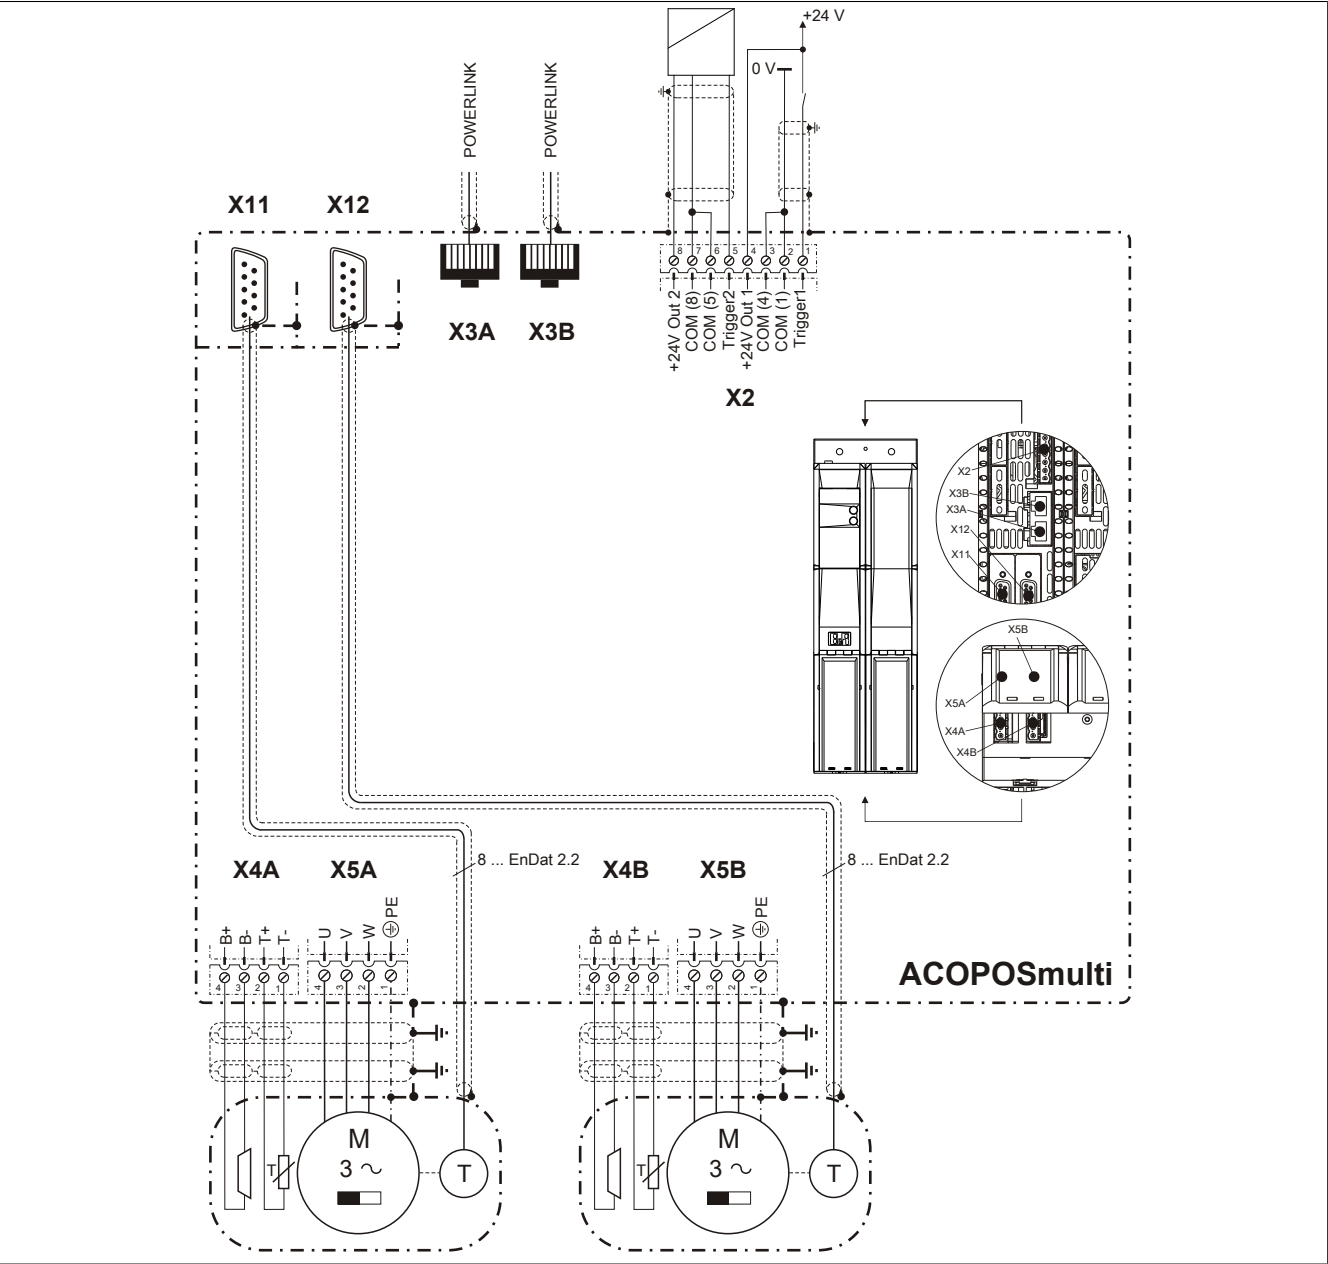 +24 V
0 V
POWERLINK
POWERLINK
X11
X12
8 7 6 5 4 3 2 1
+24V Out 2
COM (8)
COM (5)
Trigger2
+24V Out 1
COM (4)
COM (1)
Trigger1
X3A
X3B
X2
X2
X3B
X3A
X12
X11
X5B
X5A
X4A
X4B
8 ... EnDat 2.2
8 ... EnDat 2.2
X4A
X5A
X4B
X5B
B+
B-
T+
T-
U
V
W
PE
B+
B-
T+
T-
U
V
W
PE
4 3 2 1
4 3 2 1
4 3 2 1
4 3 2 1
ACOPOSmulti
T
M
3 ~
T
T
M
3 ~
T